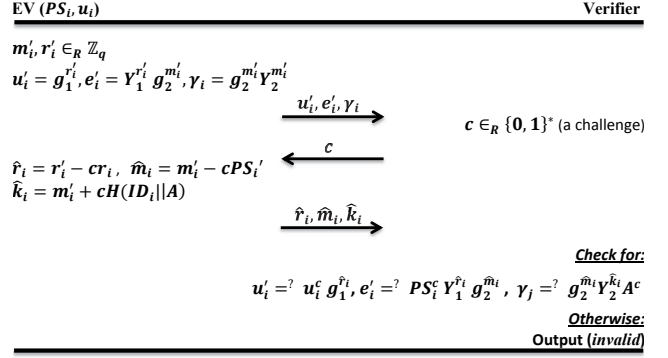 EV (PS_i, u_i) Verifier
m'_i, r'_i ∈_R ℤ_q
u'_i = g_1^{r'_i}, e'_i = Y_1^{r'_i} g_2^{m'_i}, γ_i = g_2^{m'_i} Y_2^{m'_i}
u'_i, e'_i, γ_i
c ∈_R {0, 1}^* (a challenge)
c
r̂_i = r'_i − cr_i , m̂_i = m'_i − cPS_i'
k̂_i = m'_i + cH(ID_i||A)
r̂_i, m̂_i, k̂_i
Check for:
u'_i =^? u_i^c g_1^{r̂_i}, e'_i =^? PS_i^c Y_1^{r̂_i} g_2^{m̂_i} , γ_j =^? g_2^{m̂_i} Y_2^{k̂_i} A^c
Otherwise:
Output (invalid)